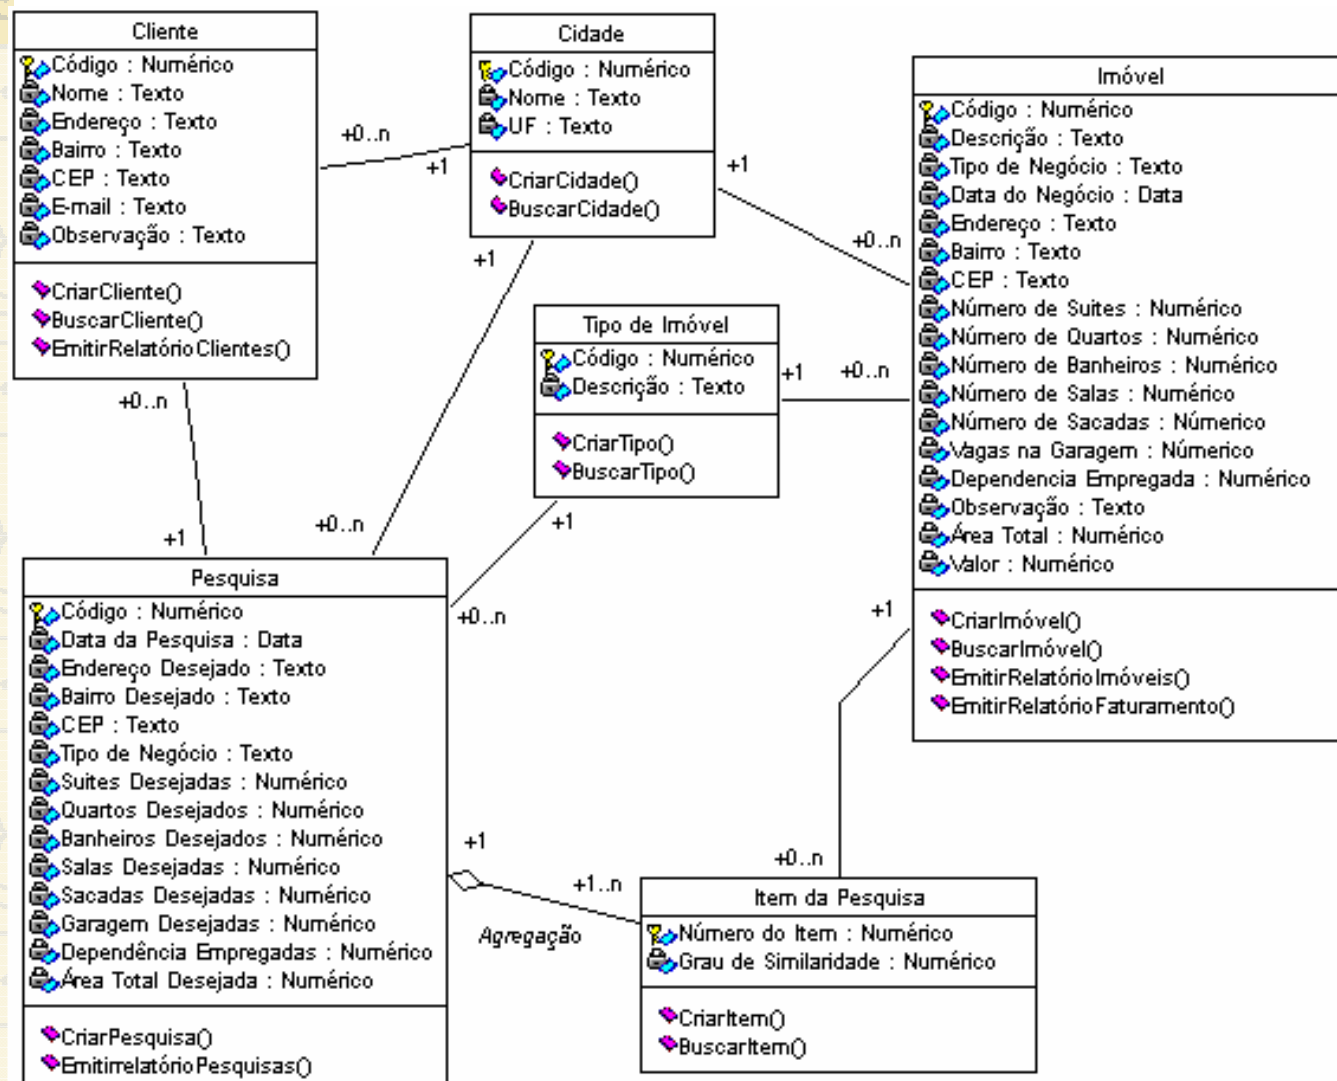 Cliente
Código : Numérico
Nome : Texto
Endereço : Texto
Bairro : Texto
CEP : Texto
E-mail : Texto
Observação : Texto
CriarCliente()
BuscarCliente()
EmitirRelatórioClientes()
+0..n
+1
Cidade
Código : Numérico
Nome : Texto
UF : Texto
CriarCidade()
BuscarCidade()
+1
+0..n
Imóvel
Código : Numérico
Descrição : Texto
Tipo de Negócio : Texto
Data do Negócio : Data
Endereço : Texto
Bairro : Texto
CEP : Texto
Número de Suites : Numérico
Número de Quartos : Numérico
Número de Banheiros : Numérico
Número de Salas : Numérico
Número de Sacadas : Númerico
Vagas na Garagem : Númerico
Dependencia Empregada : Numérico
Observação : Texto
Área Total : Numérico
Valor : Numérico
CriarImóvel()
BuscarImóvel()
EmitirRelatórioImóveis()
EmitirRelatórioFaturamento()
+1
+0..n
Tipo de Imóvel
Código : Numérico
Descrição : Texto
CriarTipo()
BuscarTipo()
+1
+0..n
+1
+0..n
+0..n
+1
Pesquisa
Código : Numérico
Data da Pesquisa : Data
Endereço Desejado : Texto
Bairro Desejado : Texto
CEP : Texto
Tipo de Negócio : Texto
Suites Desejadas : Numérico
Quartos Desejados : Numérico
Banheiros Desejados : Numérico
Salas Desejadas : Numérico
Sacadas Desejadas : Numérico
Garagem Desejadas : Numérico
Dependência Empregadas : Numérico
Área Total Desejada : Numérico
CriarPesquisa()
EmitirrelatórioPesquisas()
+1
+1..n
Agregação
+1
+0..n
Item da Pesquisa
Número do Item : Numérico
Grau de Similaridade : Numérico
CriarItem()
BuscarItem()